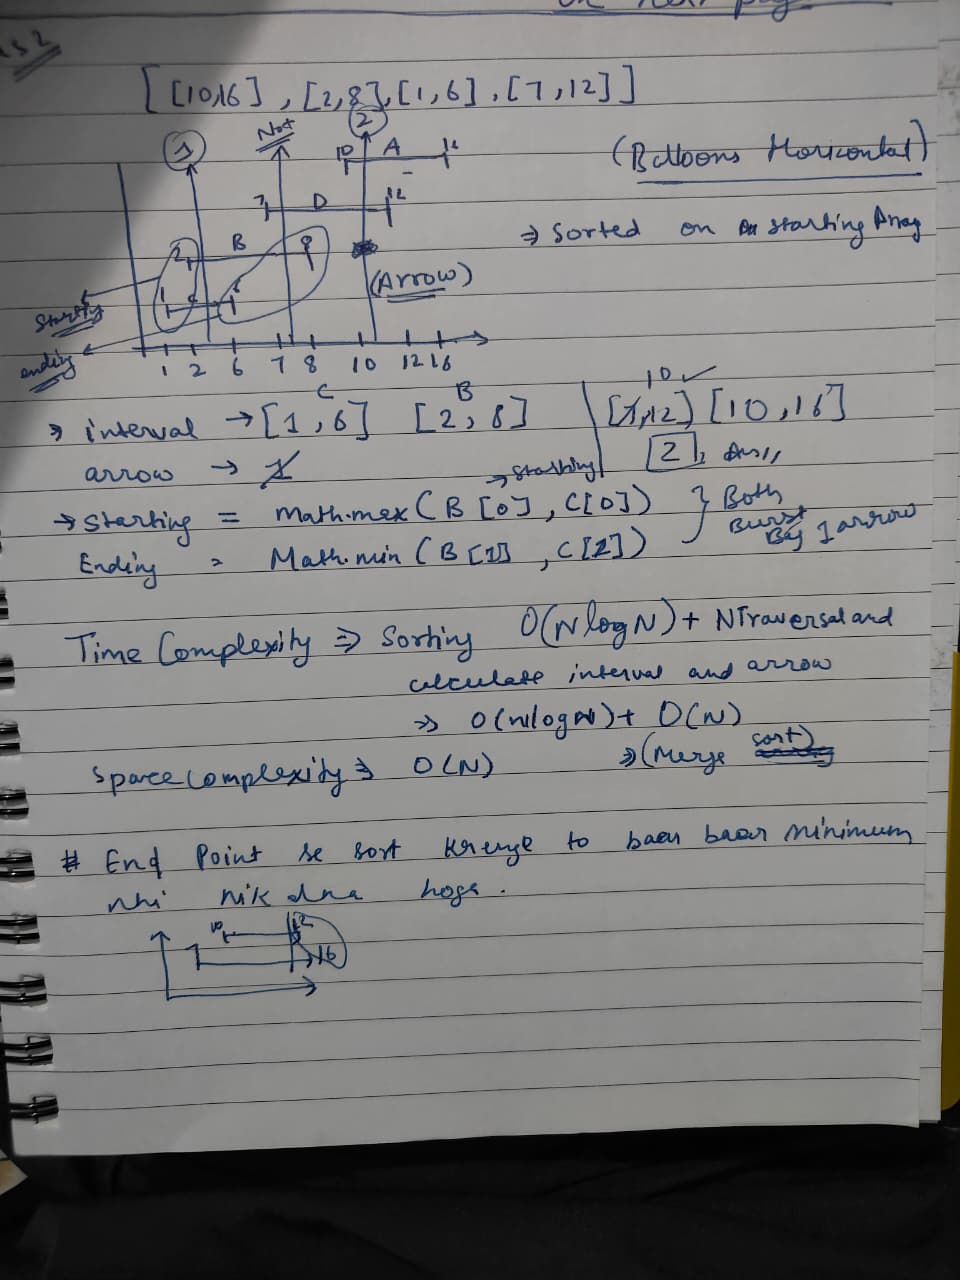 [ [10,16] , [2,8], [1,6] , [7,12] ]
1 Not 2
10 A 16
(Balloons Horizontal)
7 D 12
2 B 8
⇒ Sorted on starting Array
(Arrow)
1 C 6
starting
ending
1 2 6 7 8 10 12 16
C B 10 ✓
→ interval → [1,6] [2,8] [7,12] [10,16]
arrow → 1 2, Ans
→ starting
→ Starting = math.max ( B [0] , C[0] ) } Both
Ending = Math.min ( B [1] , C [1] ) Burst By 1 arrow
Time Complexity ⇒ Sorting O(N log N) + N Traversal and
calculate interval and arrow
⇒ O(nlogN) + O(N)
Space Complexity ⇒ O(N) ⇒ (Merge sort)
# End Point se sort krenge to baar baar minimum
nhi nikalna hoga .
10 12
7 16